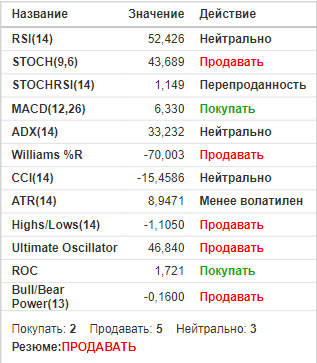 Название Значение Действие
RSI(14) 52,426 Нейтрально
STOCH(9,6) 43,689 Продавать
STOCHRSI(14) 1,149 Перепроданность
MACD(12,26) 6,330 Покупать
ADX(14) 33,232 Нейтрально
Williams %R -70,003 Продавать
CCI(14) -15,4586 Нейтрально
ATR(14) 8,9471 Менее волатилен
Highs/Lows(14) -1,1050 Продавать
Ultimate Oscillator 46,840 Продавать
ROC 1,721 Покупать
Bull/Bear
Power(13) -0,1600 Продавать
Покупать: 2 Продавать: 5 Нейтрально: 3
Резюме:ПРОДАВАТЬ